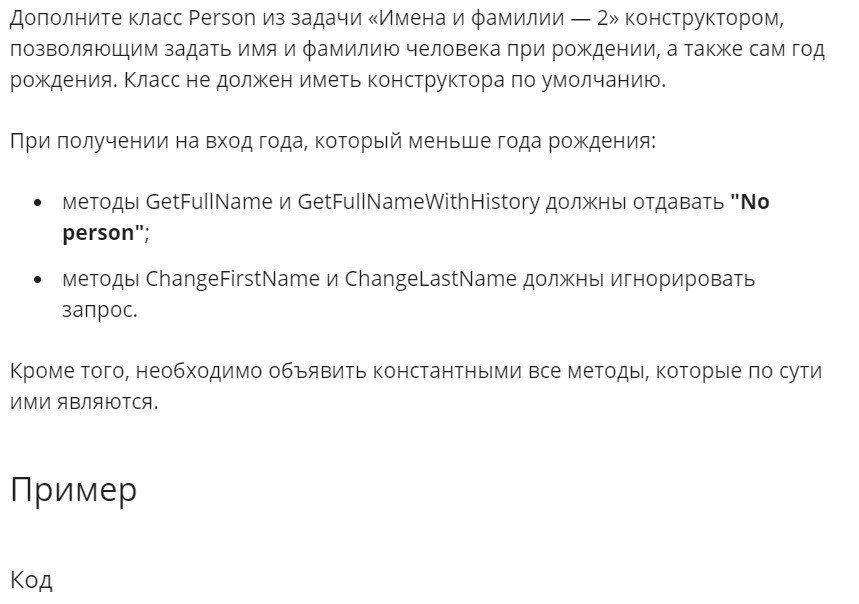 Дополните класс Person из задачи «Имена и фамилии — 2» конструктором,
позволяющим задать имя и фамилию человека при рождении, а также сам год
рождения. Класс не должен иметь конструктора по умолчанию.
При получении на вход года, который меньше года рождения:
• методы GetFullName и GetFullNameWithHistory должны отдавать "No
person";
• методы ChangeFirstName и ChangeLastName должны игнорировать
запрос.
Кроме того, необходимо объявить константными все методы, которые по сути
ими являются.
Пример
Код